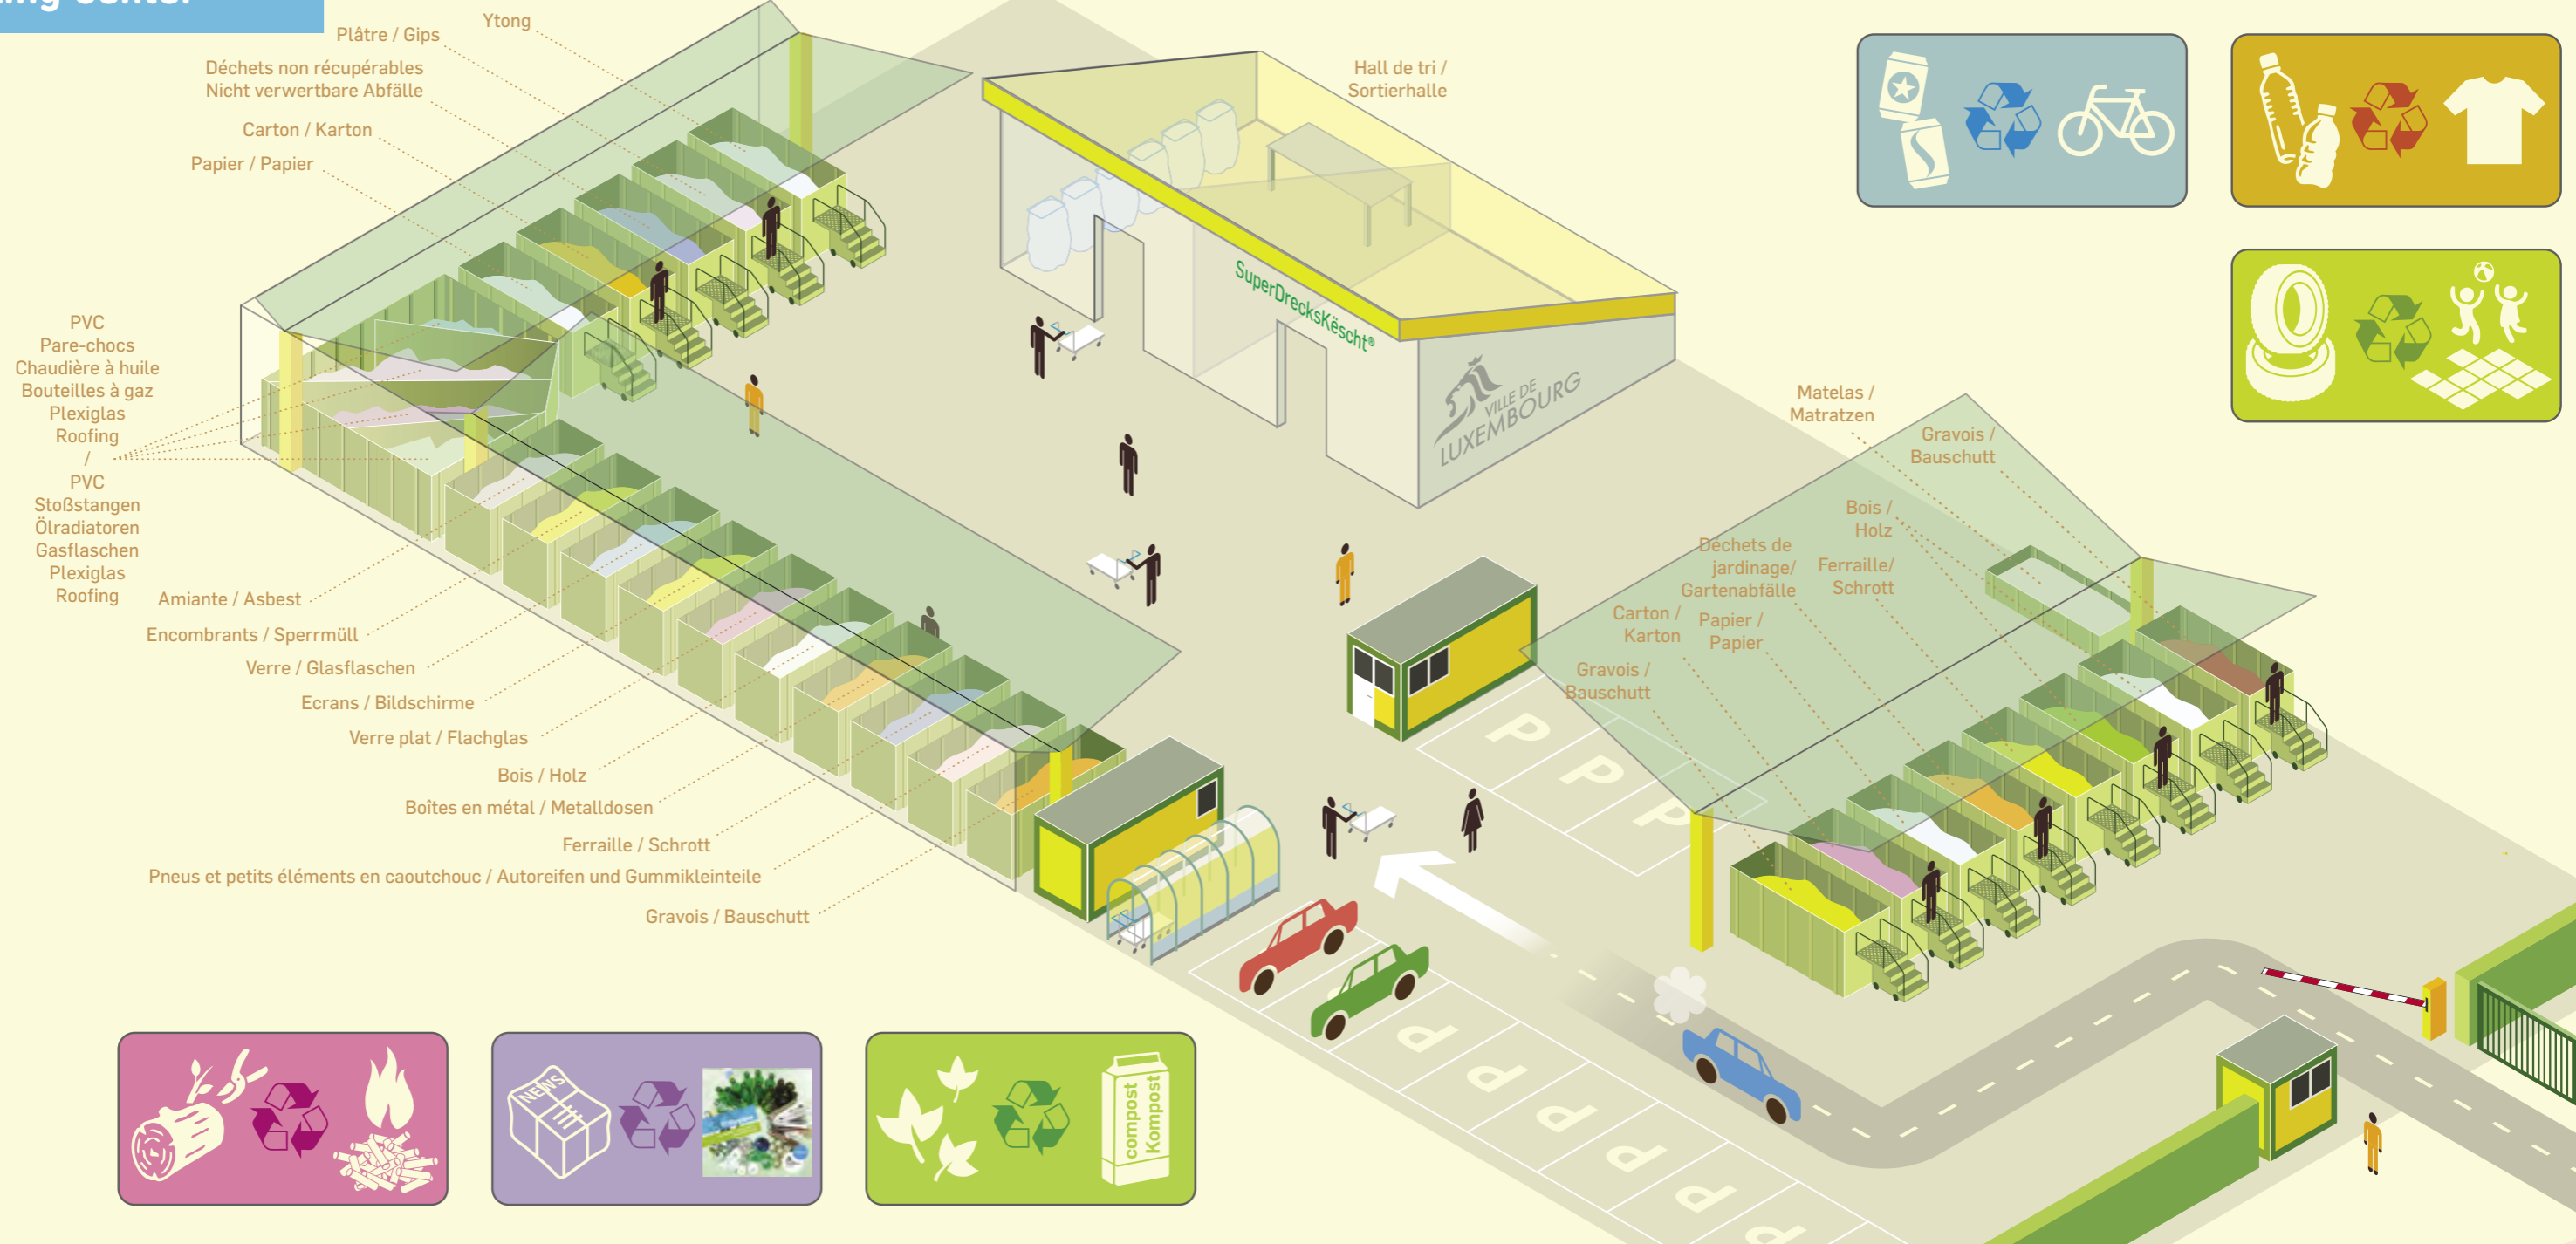 Ytong
Plâtre / Gips
Déchets non récupérables
Nicht verwertbare Abfälle
Carton / Karton
Papier / Papier
Hall de tri /
Sortierhalle
SuperDrecksKëscht®
VILLE DE
LUXEMBOURG
PVC
Pare-chocs
Chaudière à huile
Bouteilles à gaz
Plexiglas
Roofing
/
PVC
Stoßstangen
Ölradiatoren
Gasflaschen
Plexiglas
Roofing
Amiante / Asbest
Encombrants / Sperrmüll
Verre / Glasflaschen
Ecrans / Bildschirme
Verre plat / Flachglas
Bois / Holz
Boîtes en métal / Metalldosen
Ferraille / Schrott
Pneus et petits éléments en caoutchouc / Autoreifen und Gummikleinteile
Gravois / Bauschutt
Matelas /
Matratzen
Gravois /
Bauschutt
Bois /
Holz
Déchets de
jardinage/
Gartenabfälle
Ferraille/
Schrott
Carton /
Karton
Papier /
Papier
Gravois /
Bauschutt
P
P
P
P
P
P
P
P
P
NEWS
compost
Kompost